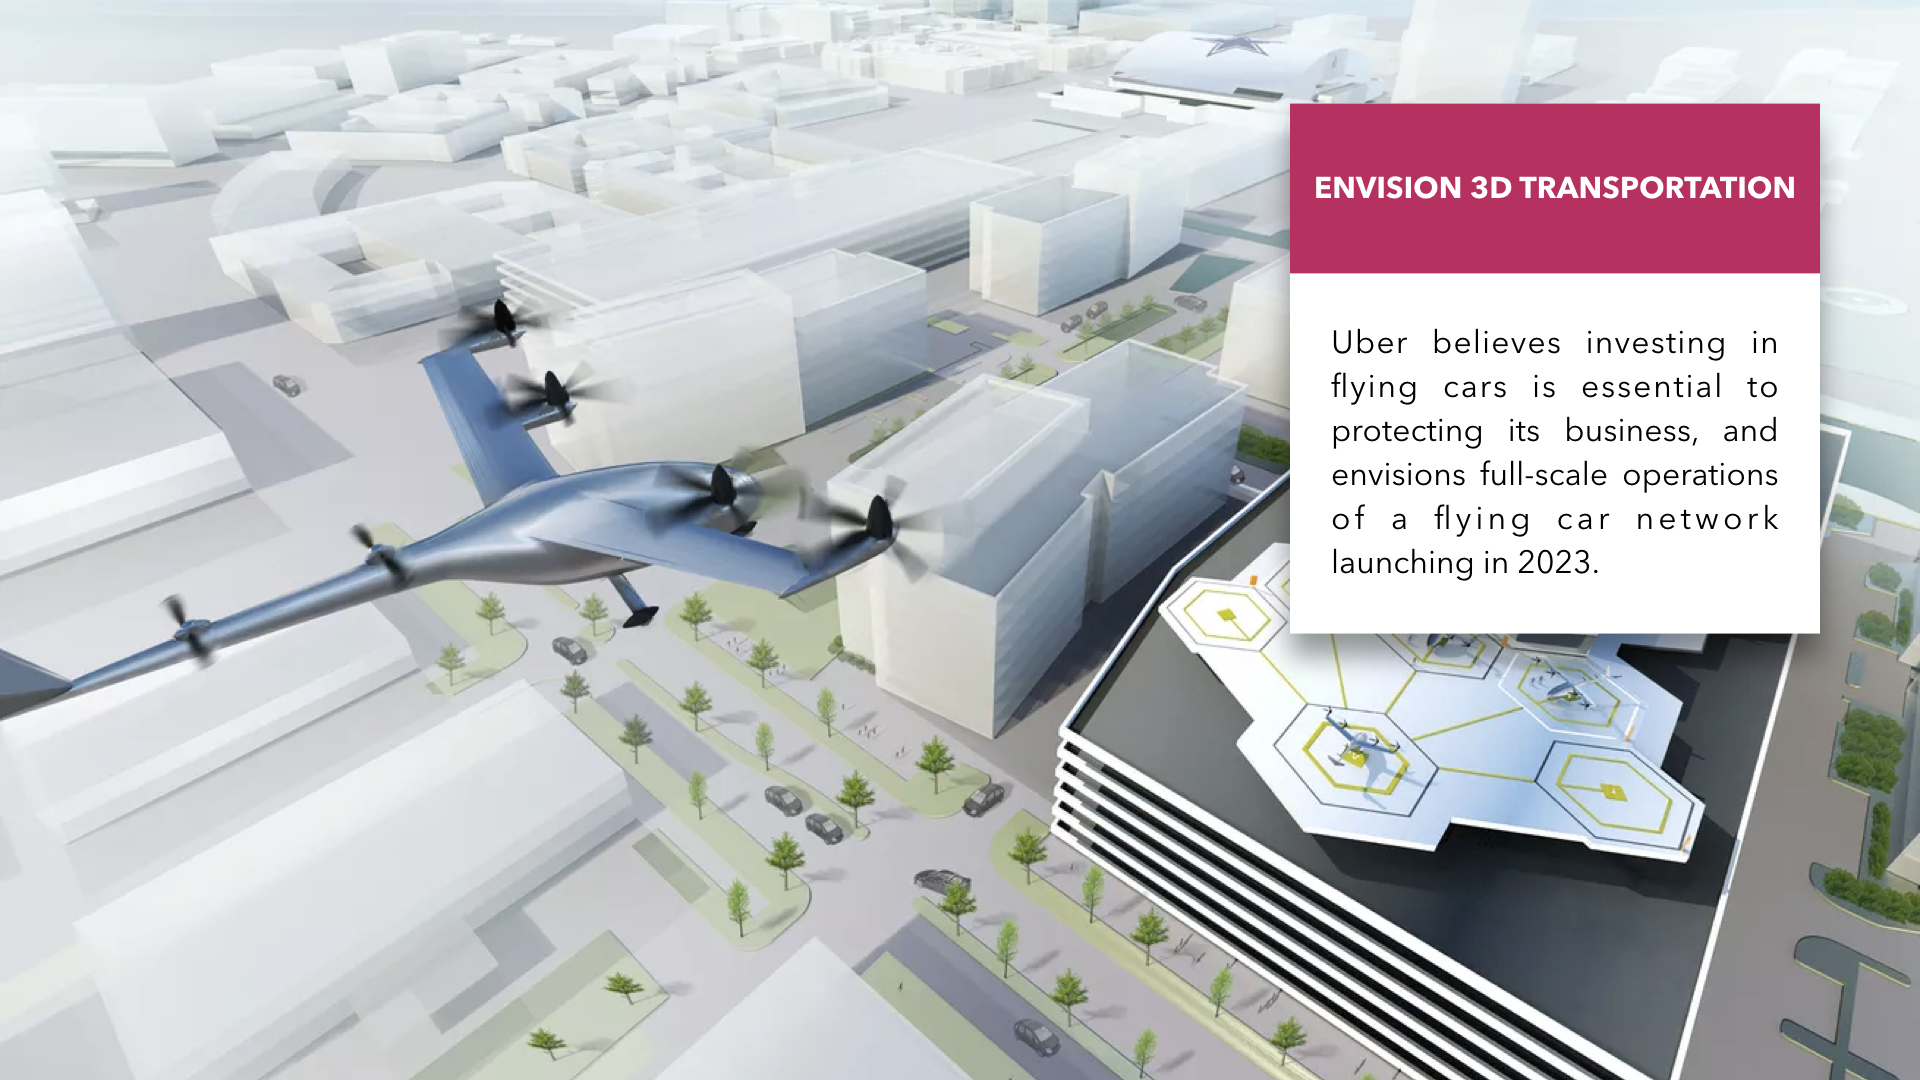 ENVISION 3D TRANSPORTATION
Uber believes investing in
flying cars is essential to
protecting its business, and
envisions full-scale operations
of a flying car network
launching in 2023.